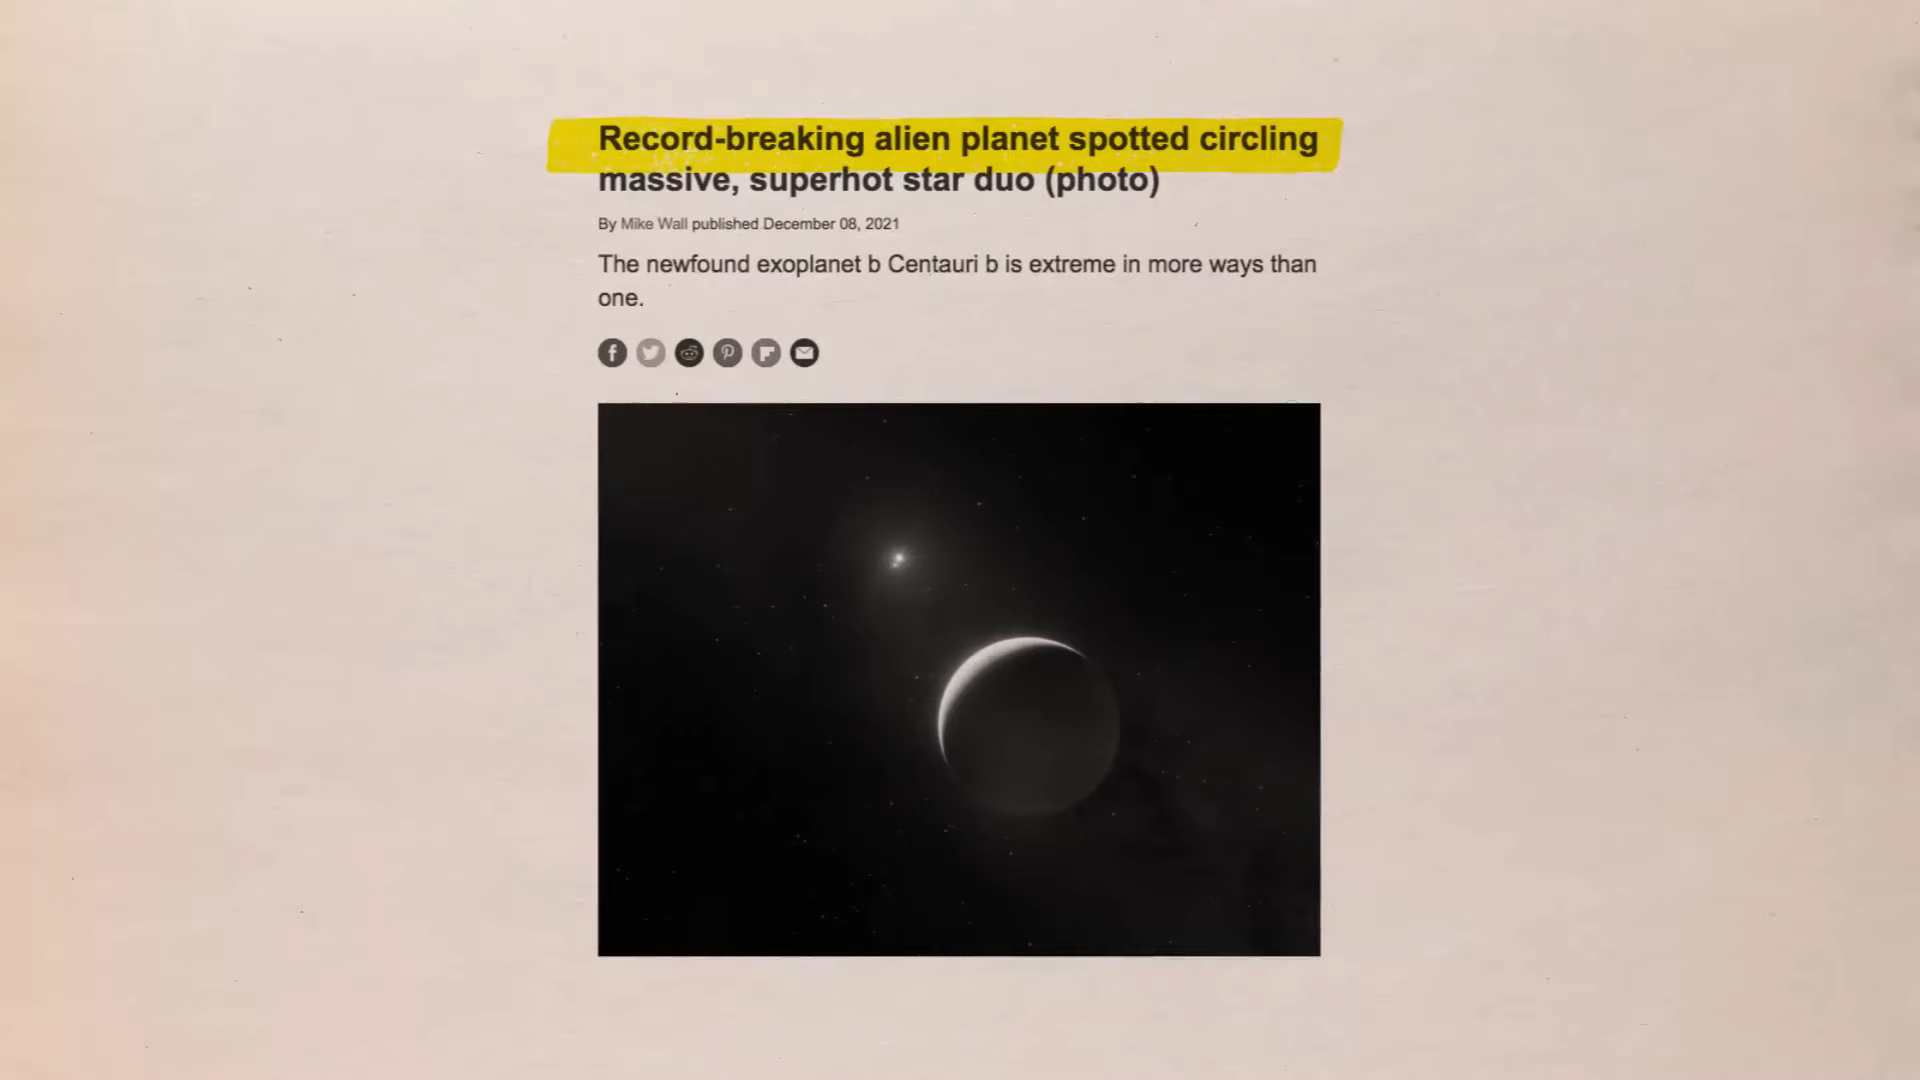 Record-breaking alien planet spotted circling
massive, superhot star duo (photo)
By Mike Wall published December 08, 2021
The newfound exoplanet b Centauri b is extreme in more ways than
one.